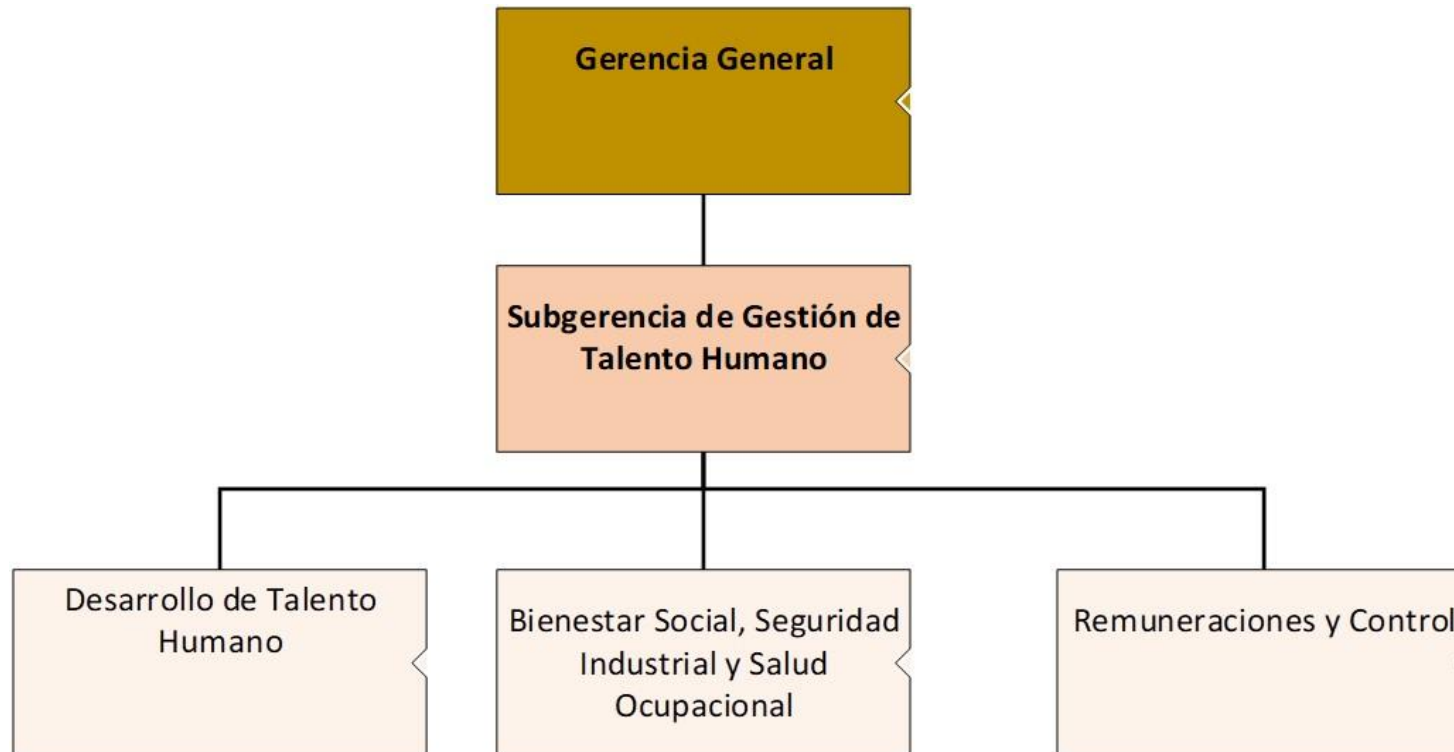 Gerencia General
Subgerencia de Gestión de
Talento Humano
Desarrollo de Talento
Humano
Bienestar Social, Seguridad
Industrial y Salud
Ocupacional
Remuneraciones y Control